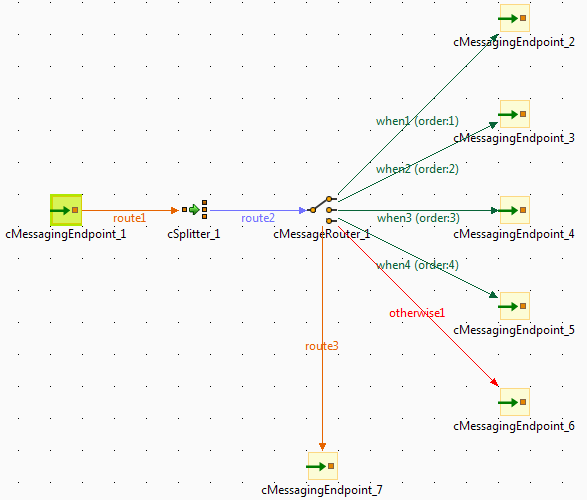 cMessagingEndpoint_2
when1 (order:1)
cMessagingEndpoint_3
when2 (order:2)
route1
route2
when3 (order:3)
cMessagingEndpoint_1
cSplitter_1
cMessageRouter_1
cMessagingEndpoint_4
when4 (order:4)
otherwise1
cMessagingEndpoint_5
route3
cMessagingEndpoint_6
cMessagingEndpoint_7